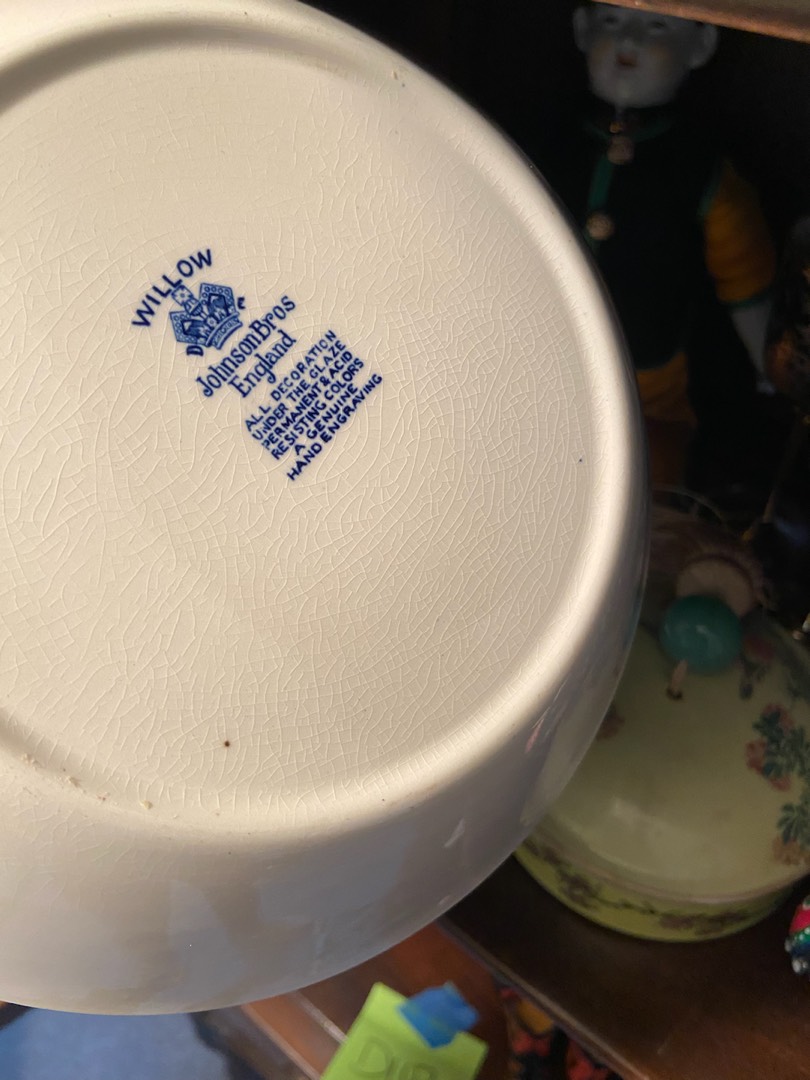 WILLOW
JohnsonBros
England
ALL DECORATION
UNDER THE GLAZE
PERMANENT & ACID
RESISTING COLORS
A GENUINE
HAND ENGRAVING